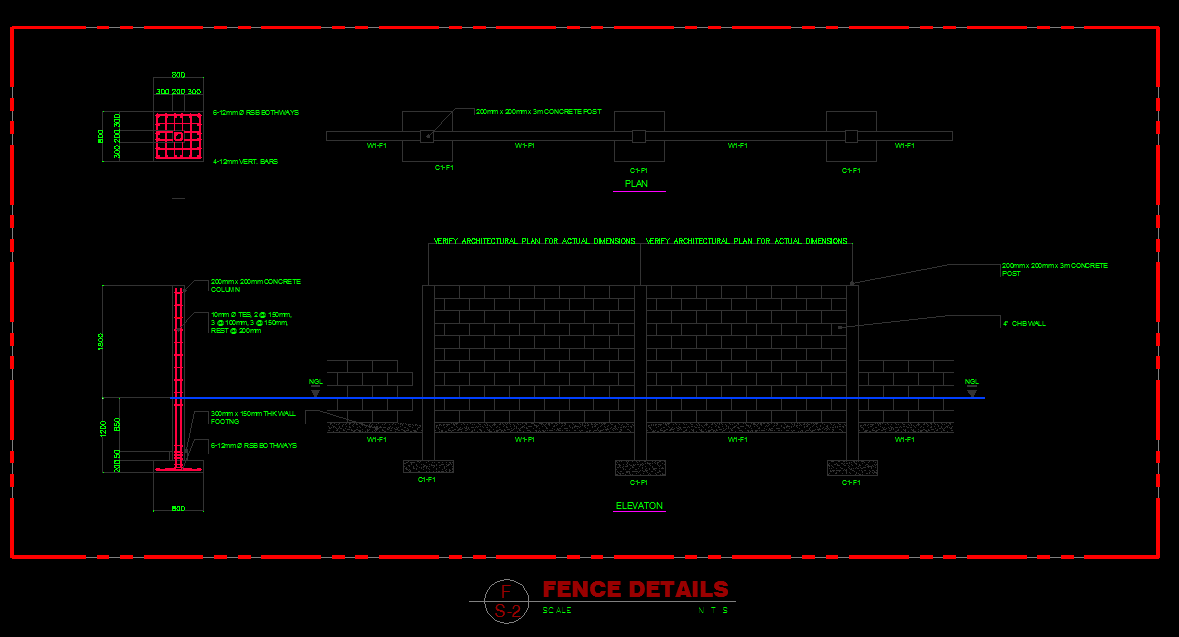 800
300 200 300
6-12mm Ø RSB BOTHWAYS
800
300 200 300
4-12mm VERT. BARS
200mm x 200mm x 3m CONCRETE POST
W1-F1
W1-F1
W1-F1
W1-F1
C1-F1
C1-F1
C1-F1
PLAN
VERIFY ARCHITECTURAL PLAN FOR ACTUAL DIMENSIONS
VERIFY ARCHITECTURAL PLAN FOR ACTUAL DIMENSIONS
200mm x 200mm x 3m CONCRETE
POST
4" CHB WALL
200mm x 200mm CONCRETE
COLUMN
10mm Ø TIES, 2 @ 150mm,
3 @ 100mm, 3 @ 150mm,
REST @ 200mm
1800
NGL
NGL
300mm x 150mm THK WALL
FOOTING
6-12mm Ø RSB BOTHWAYS
1200
850
200 150
800
W1-F1
W1-F1
W1-F1
W1-F1
C1-F1
C1-F1
C1-F1
ELEVATON
F
S-2
FENCE DETAILS
SCALE N T S